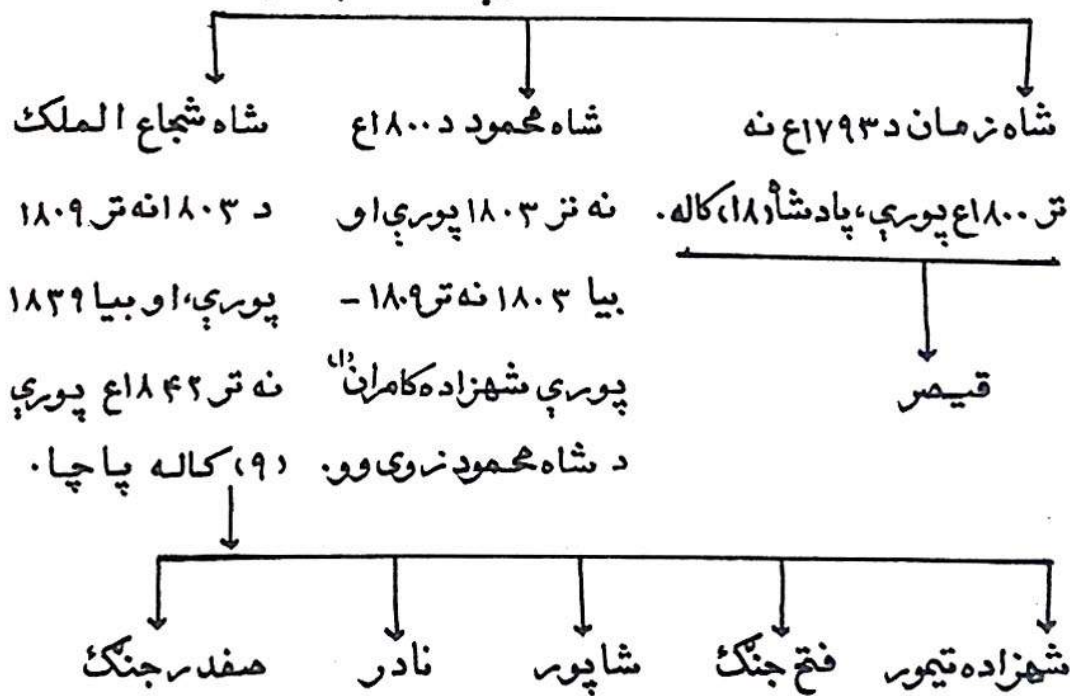 شاه زمان د ۱۷۹۳ع نه
تر ۱۸۰۰ع پورې، پادشاْ (۱۸) کاله.
قیصر
شاه محمود د ۱۸۰۰ع
نه نز ۱۸۰۳ پورې او
بیا ۱۸۰۳ نه تر ۱۸۰۹ –
پورې شهزاده کامران (۱)
د شاه محمود زوی وو.
شاه شجاع الملک
د ۱۸۰۳ نه تر ۱۸۰۹
پورې، او بیا ۱۸۳۹
نه تر ۱۸۴۲ع پورې
(۹) کاله پاچا.
شهزاده تیمور فتح جنګ شاپور نادر صفدر جنګ